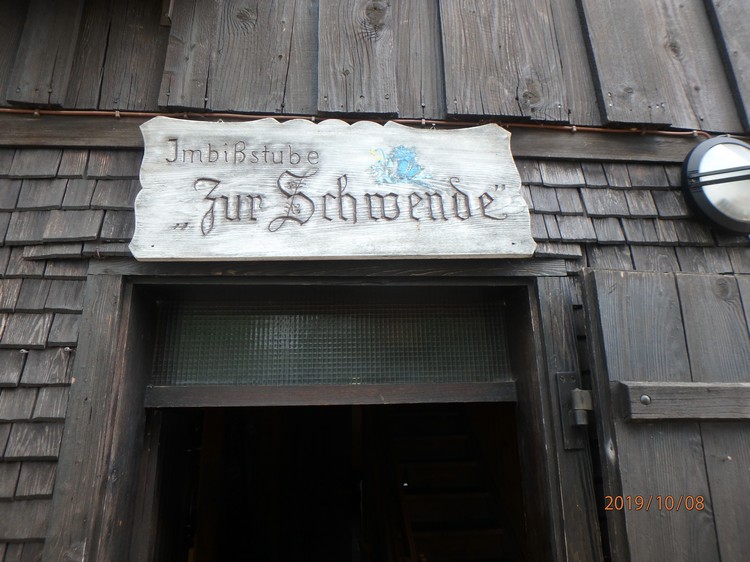 Imbißstube
„Zur Schwende"
2019/10/08